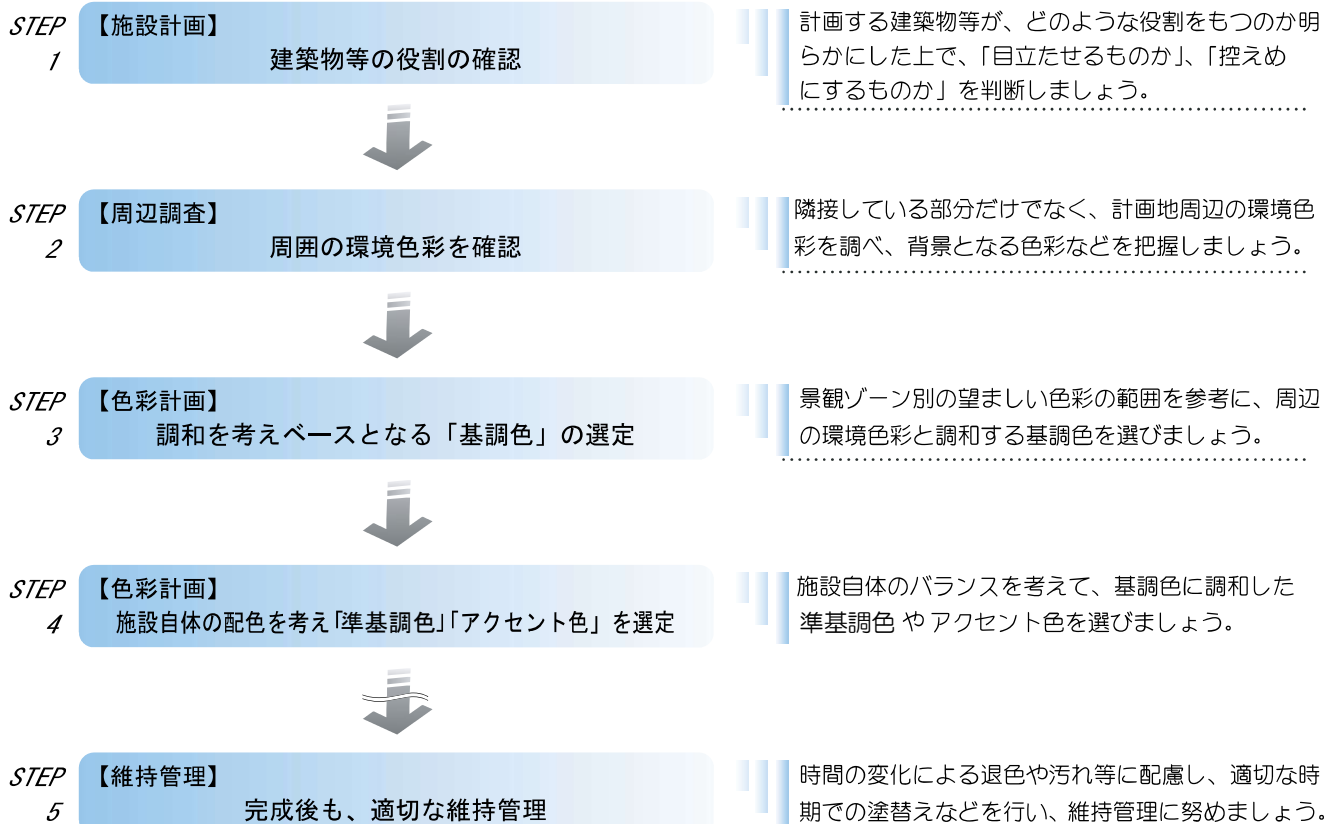 STEP 1
【施設計画】
建築物等の役割の確認
計画する建築物等が、どのような役割をもつのか明
らかにした上で、「目立たせるものか」、「控えめ
にするものか」を判断しましょう。
STEP 2
【周辺調査】
周囲の環境色彩を確認
隣接している部分だけでなく、計画地周辺の環境色
彩を調べ、背景となる色彩などを把握しましょう。
STEP 3
【色彩計画】
調和を考えベースとなる「基調色」の選定
景観ゾーン別の望ましい色彩の範囲を参考に、周辺
の環境色彩と調和する基調色を選びましょう。
STEP 4
【色彩計画】
施設自体の配色を考え「準基調色」「アクセント色」を選定
施設自体のバランスを考えて、基調色に調和した
準基調色 や アクセント色を選びましょう。
STEP 5
【維持管理】
完成後も、適切な維持管理
時間の変化による退色や汚れ等に配慮し、適切な時
期での塗替えなどを行い、維持管理に努めましょう。